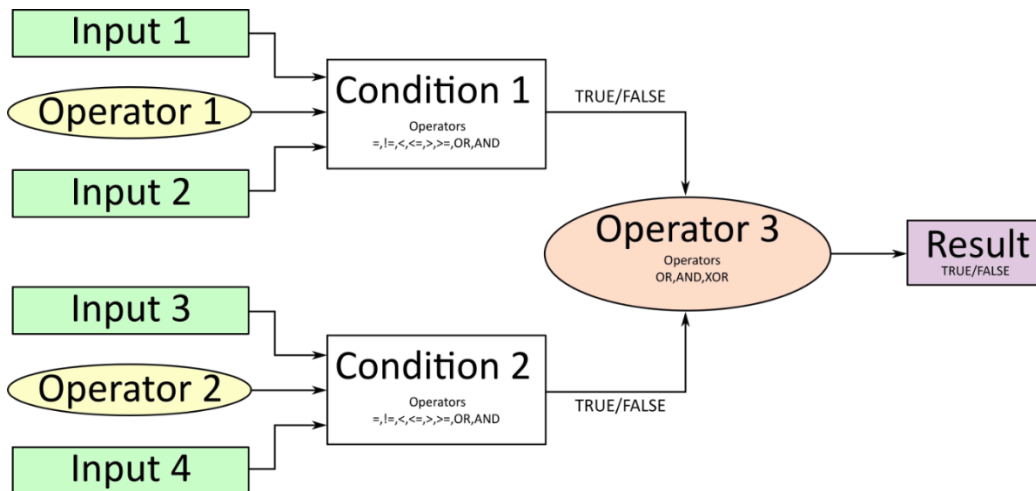 Input 1
Operator 1
Input 2
Condition 1
Operators
=,!=,<,<=,>,>=,OR,AND
TRUE/FALSE
Operator 3
Operators
OR,AND,XOR
Result
TRUE/FALSE
Input 3
Operator 2
Input 4
Condition 2
Operators
=,!=,<,<=,>,>=,OR,AND
TRUE/FALSE